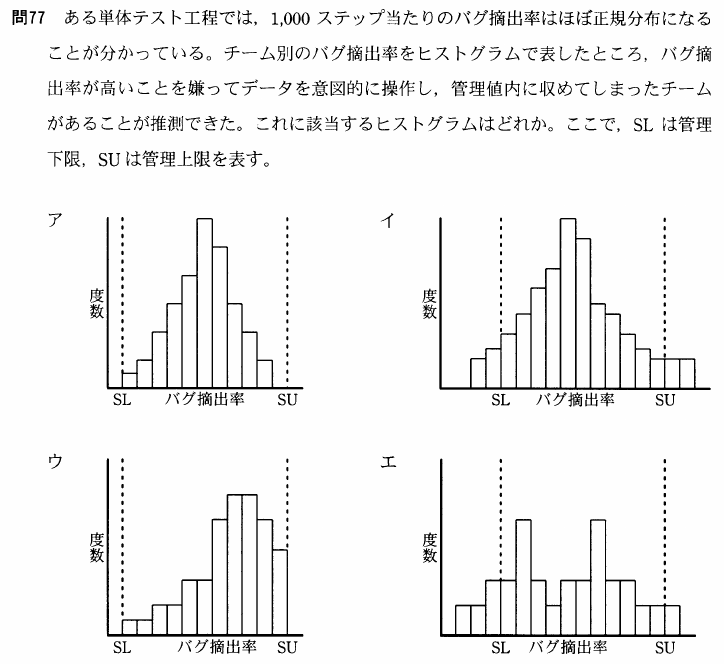 問77 ある単体テスト工程では，1,000 ステップ当たりのバグ摘出率はほぼ正規分布になる
ことが分かっている。チーム別のバグ摘出率をヒストグラムで表したところ，バグ摘
出率が高いことを嫌ってデータを意図的に操作し，管理値内に収めてしまったチーム
があることが推測できた。これに該当するヒストグラムはどれか。ここで，SL は管理
下限，SU は管理上限を表す。
ア
度数
SL バグ摘出率 SU
イ
度数
SL バグ摘出率 SU
ウ
度数
SL バグ摘出率 SU
エ
度数
SL バグ摘出率 SU